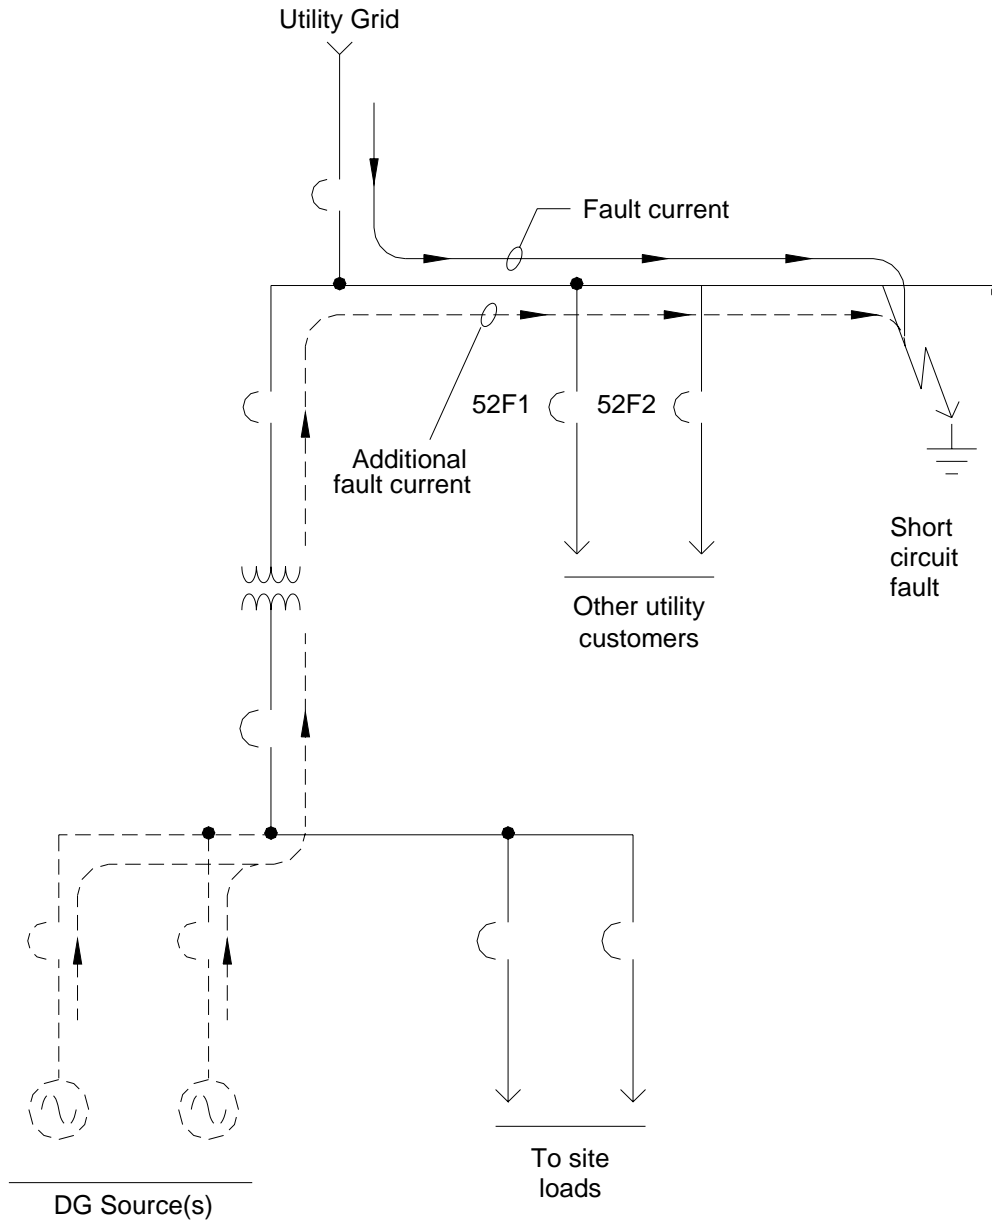 Utility Grid
Fault current
52F1
52F2
Additional
fault current
Short
circuit
fault
Other utility
customers
To site
loads
DG Source(s)